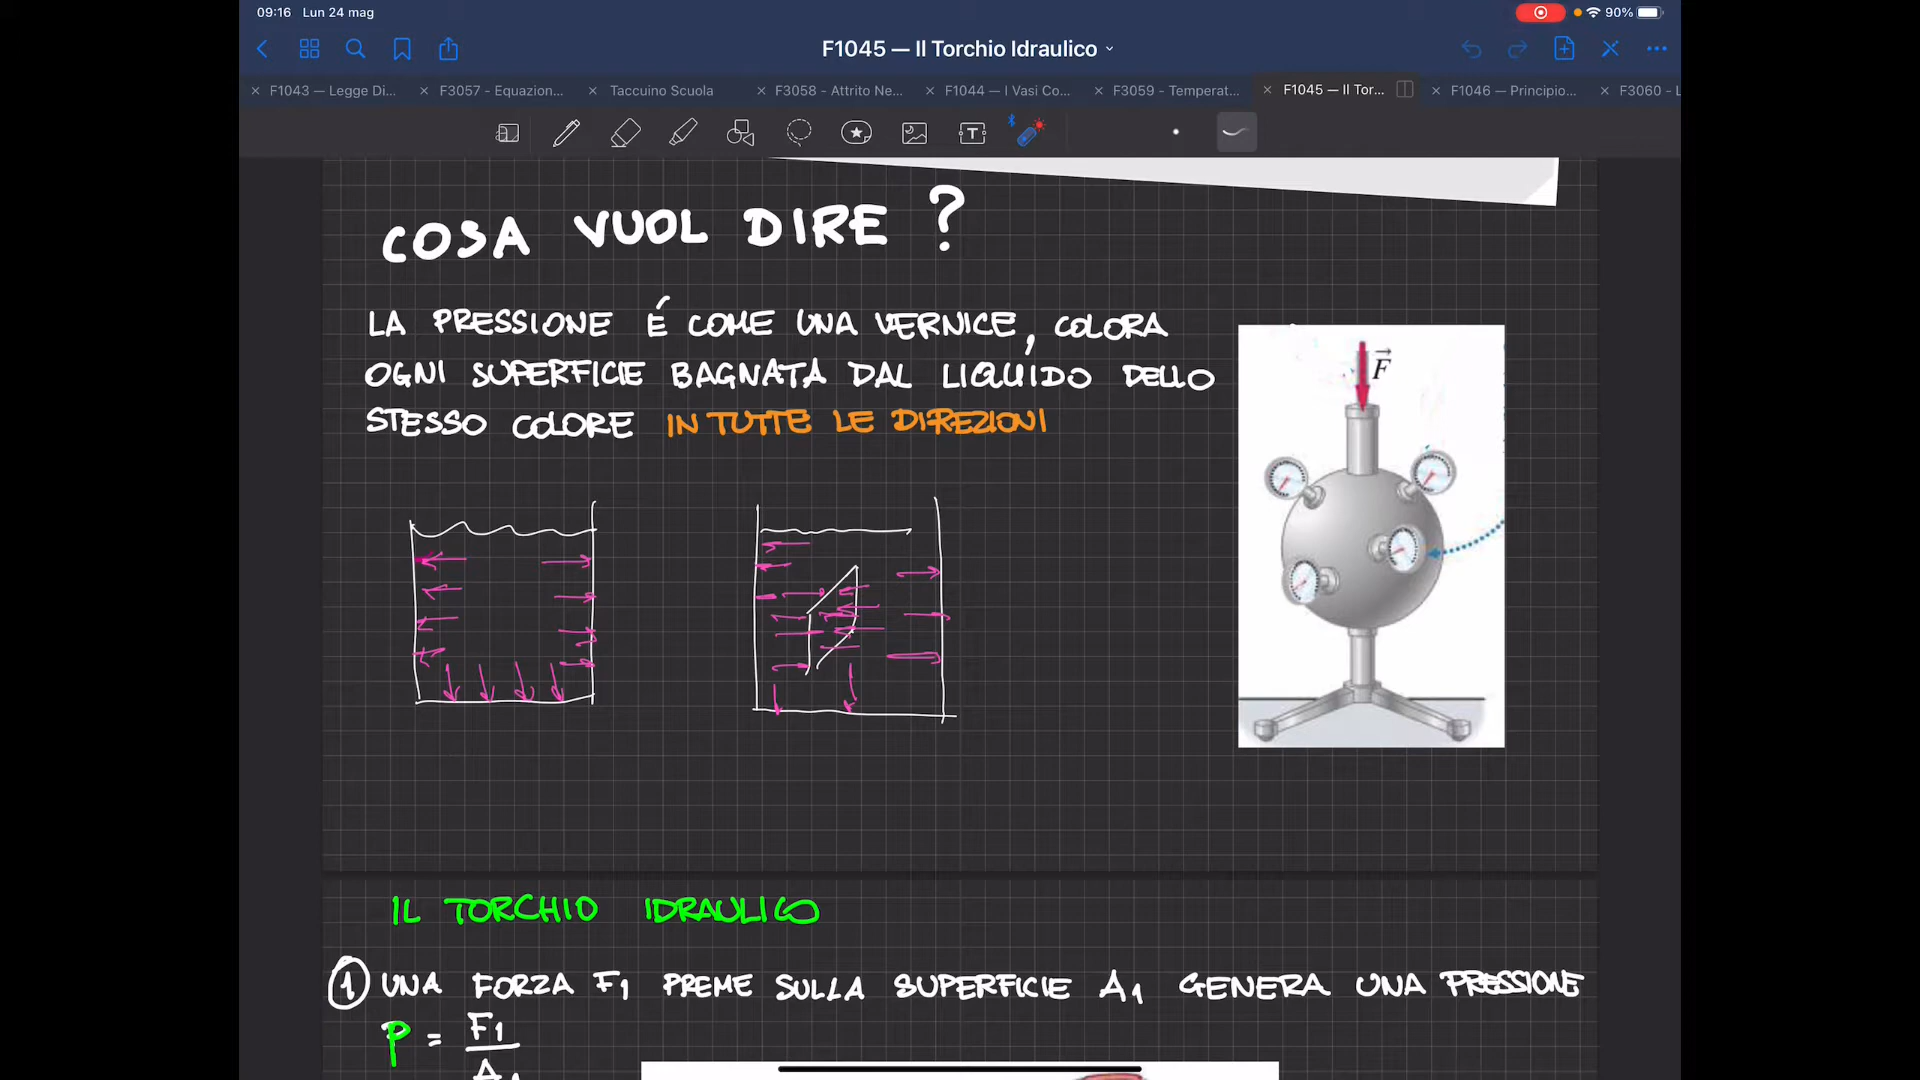 09:16 Lun 24 mag
90%
F1045 — Il Torchio Idraulico
F1043 — Legge Di...
F3057 - Equazion...
Taccuino Scuola
F3058 - Attrito Ne...
F1044 — I Vasi Co...
F3059 - Temperat...
F1045 — Il Tor...
F1046 — Principio...
F3060 - L
COSA VUOL DIRE ?
LA PRESSIONE É COME UNA VERNICE, COLORA
OGNI SUPERFICIE BAGNATA DAL LIQUIDO DELLO
STESSO COLORE IN TUTTE LE DIREZIONI
F
IL TORCHIO IDRAULICO
1 UNA FORZA F1 PREME SULLA SUPERFICIE A1 GENERA UNA PRESSIONE
P = F1
A1